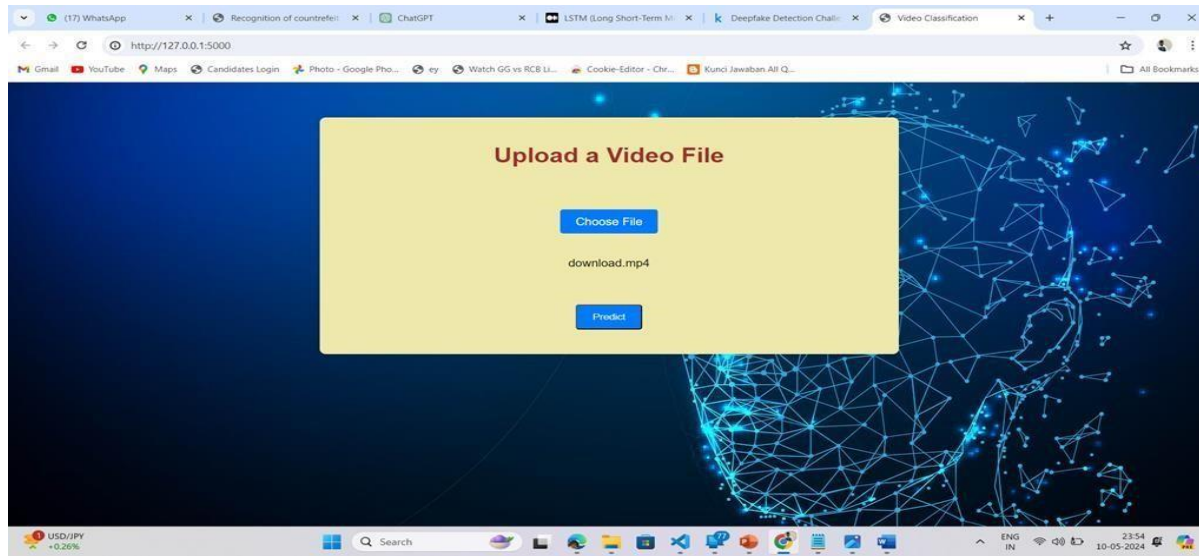 (17) WhatsApp
Recognition of countrefeit
ChatGPT
LSTM (Long Short-Term M
Deepfake Detection Challe
Video Classification
http://127.0.0.1:5000
Gmail
YouTube
Maps
Candidates Login
Photo - Google Pho...
ey
Watch GG vs RCB Li...
Cookie-Editor - Chr...
Kunci Jawaban All Q...
All Bookmarks
Upload a Video File
Choose File
download.mp4
Predict
USD/JPY
+0.26%
Search
ENG
IN
23:54
10-05-2024